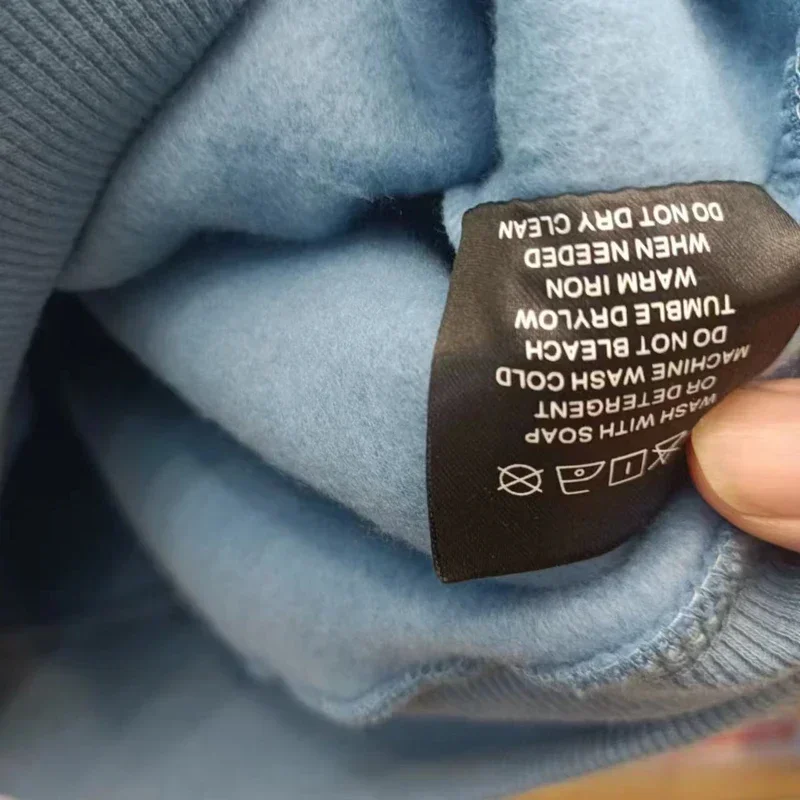 WASH WITH SOAP
OR DETERGENT
MACHINE WASH COLD
DO NOT BLEACH
TUMBLE DRYLOW
WARM IRON
WHEN NEEDED
DO NOT DRY CLEAN